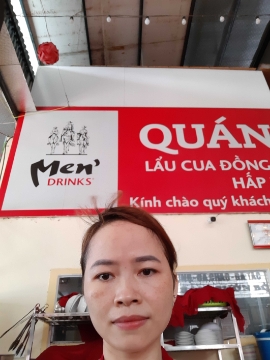 Men'
DRINKS
QUÁN
LẨU CUA ĐỒNG
HẤP
Kính chào quý khách